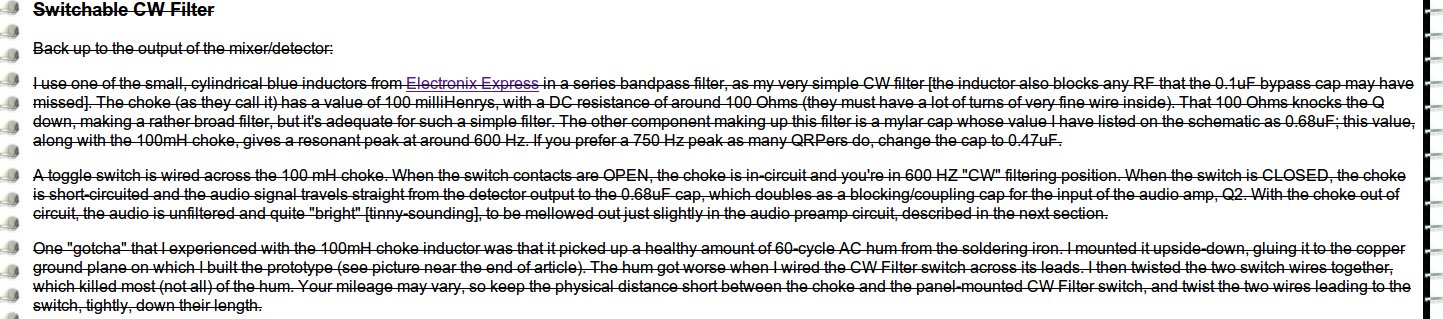 Switchable CW Filter
Back up to the output of the mixer/detector:
I use one of the small, cylindrical blue inductors from Electronix Express in a series bandpass filter, as my very simple CW filter [the inductor also blocks any RF that the 0.1uF bypass cap may have
missed]. The choke (as they call it) has a value of 100 milliHenrys, with a DC resistance of around 100 Ohms (they must have a lot of turns of very fine wire inside). That 100 Ohms knocks the Q
down, making a rather broad filter, but it's adequate for such a simple filter. The other component making up this filter is a mylar cap whose value I have listed on the schematic as 0.68uF; this value,
along with the 100mH choke, gives a resonant peak at around 600 Hz. If you prefer a 750 Hz peak as many QRPers do, change the cap to 0.47uF.
A toggle switch is wired across the 100 mH choke. When the switch contacts are OPEN, the choke is in-circuit and you're in 600 HZ "CW" filtering position. When the switch is CLOSED, the choke
is short-circuited and the audio signal travels straight from the detector output to the 0.68uF cap, which doubles as a blocking/coupling cap for the input of the audio amp, Q2. With the choke out of
circuit, the audio is unfiltered and quite "bright" [tinny-sounding], to be mellowed out just slightly in the audio preamp circuit, described in the next section.
One "gotcha" that I experienced with the 100mH choke inductor was that it picked up a healthy amount of 60-cycle AC hum from the soldering iron. I mounted it upside-down, gluing it to the copper
ground plane on which I built the prototype (see picture near the end of article). The hum got worse when I wired the CW Filter switch across its leads. I then twisted the two switch wires together,
which killed most (not all) of the hum. Your mileage may vary, so keep the physical distance short between the choke and the panel-mounted CW Filter switch, and twist the two wires leading to the
switch, tightly, down their length.